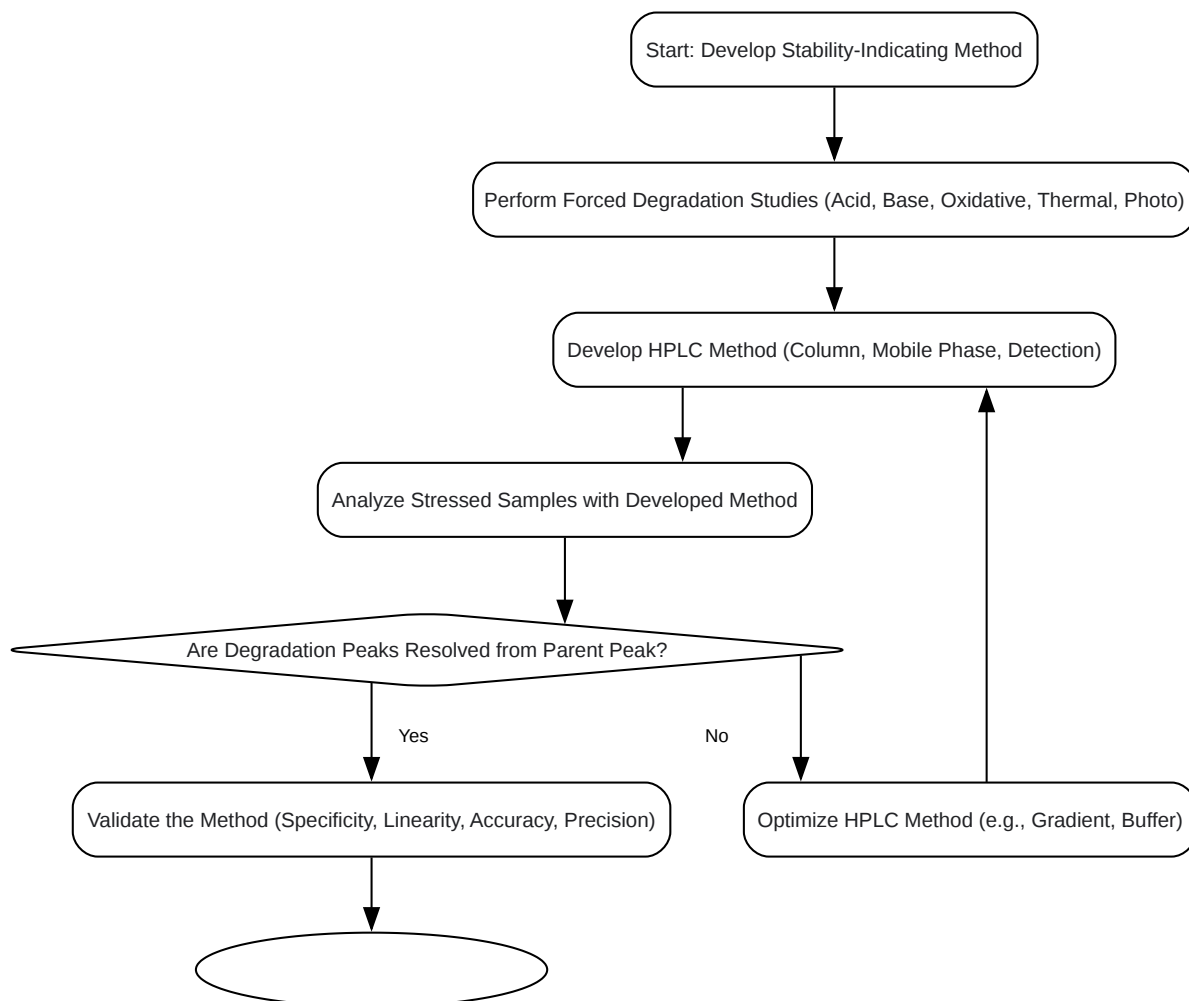 Start: Develop Stability-Indicating Method
Perform Forced Degradation Studies (Acid, Base, Oxidative, Thermal, Photo)
Develop HPLC Method (Column, Mobile Phase, Detection)
Analyze Stressed Samples with Developed Method
Are Degradation Peaks Resolved from Parent Peak?
Yes
No
Validate the Method (Specificity, Linearity, Accuracy, Precision)
Optimize HPLC Method (e.g., Gradient, Buffer)